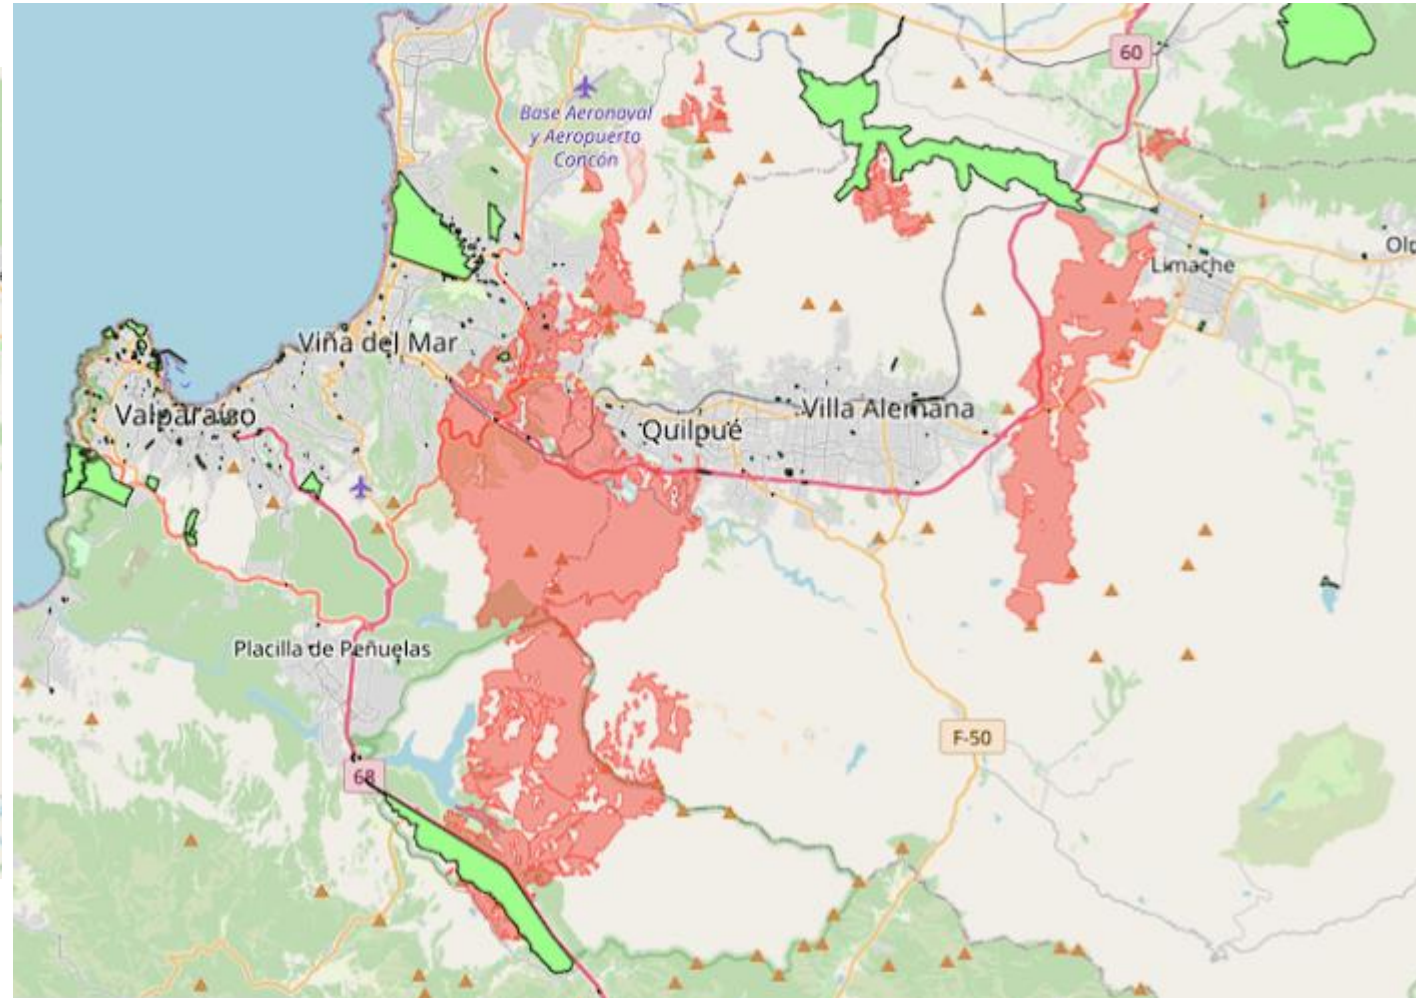 60
Base Aeronaval
y Aeropuerto
Concón
Limache
Viña del Mar
Valparaíso
Villa Alemana
Quilpué
Placilla de Peñuelas
F-50
68